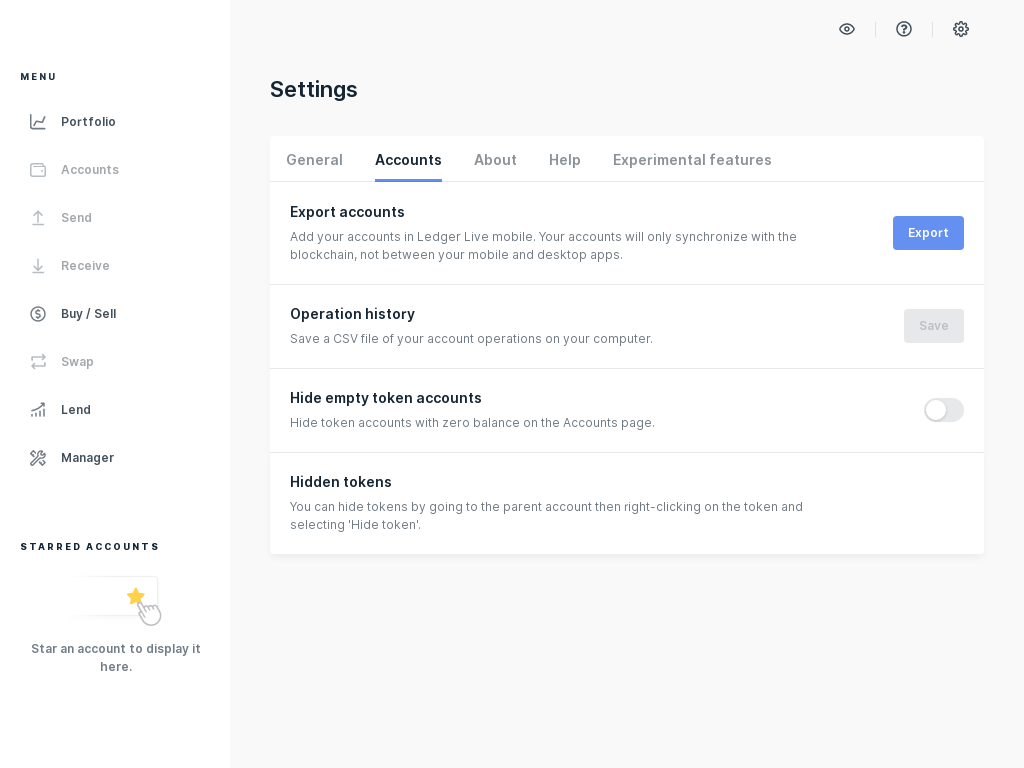 MENU
Portfolio
Accounts
Send
Receive
Buy / Sell
Swap
Lend
Manager
STARRED ACCOUNTS
Star an account to display it
here.
Settings
General Accounts About Help Experimental features
Export accounts
Add your accounts in Ledger Live mobile. Your accounts will only synchronize with the
blockchain, not between your mobile and desktop apps.
Export
Operation history
Save a CSV file of your account operations on your computer.
Save
Hide empty token accounts
Hide token accounts with zero balance on the Accounts page.
Hidden tokens
You can hide tokens by going to the parent account then right-clicking on the token and
selecting 'Hide token'.